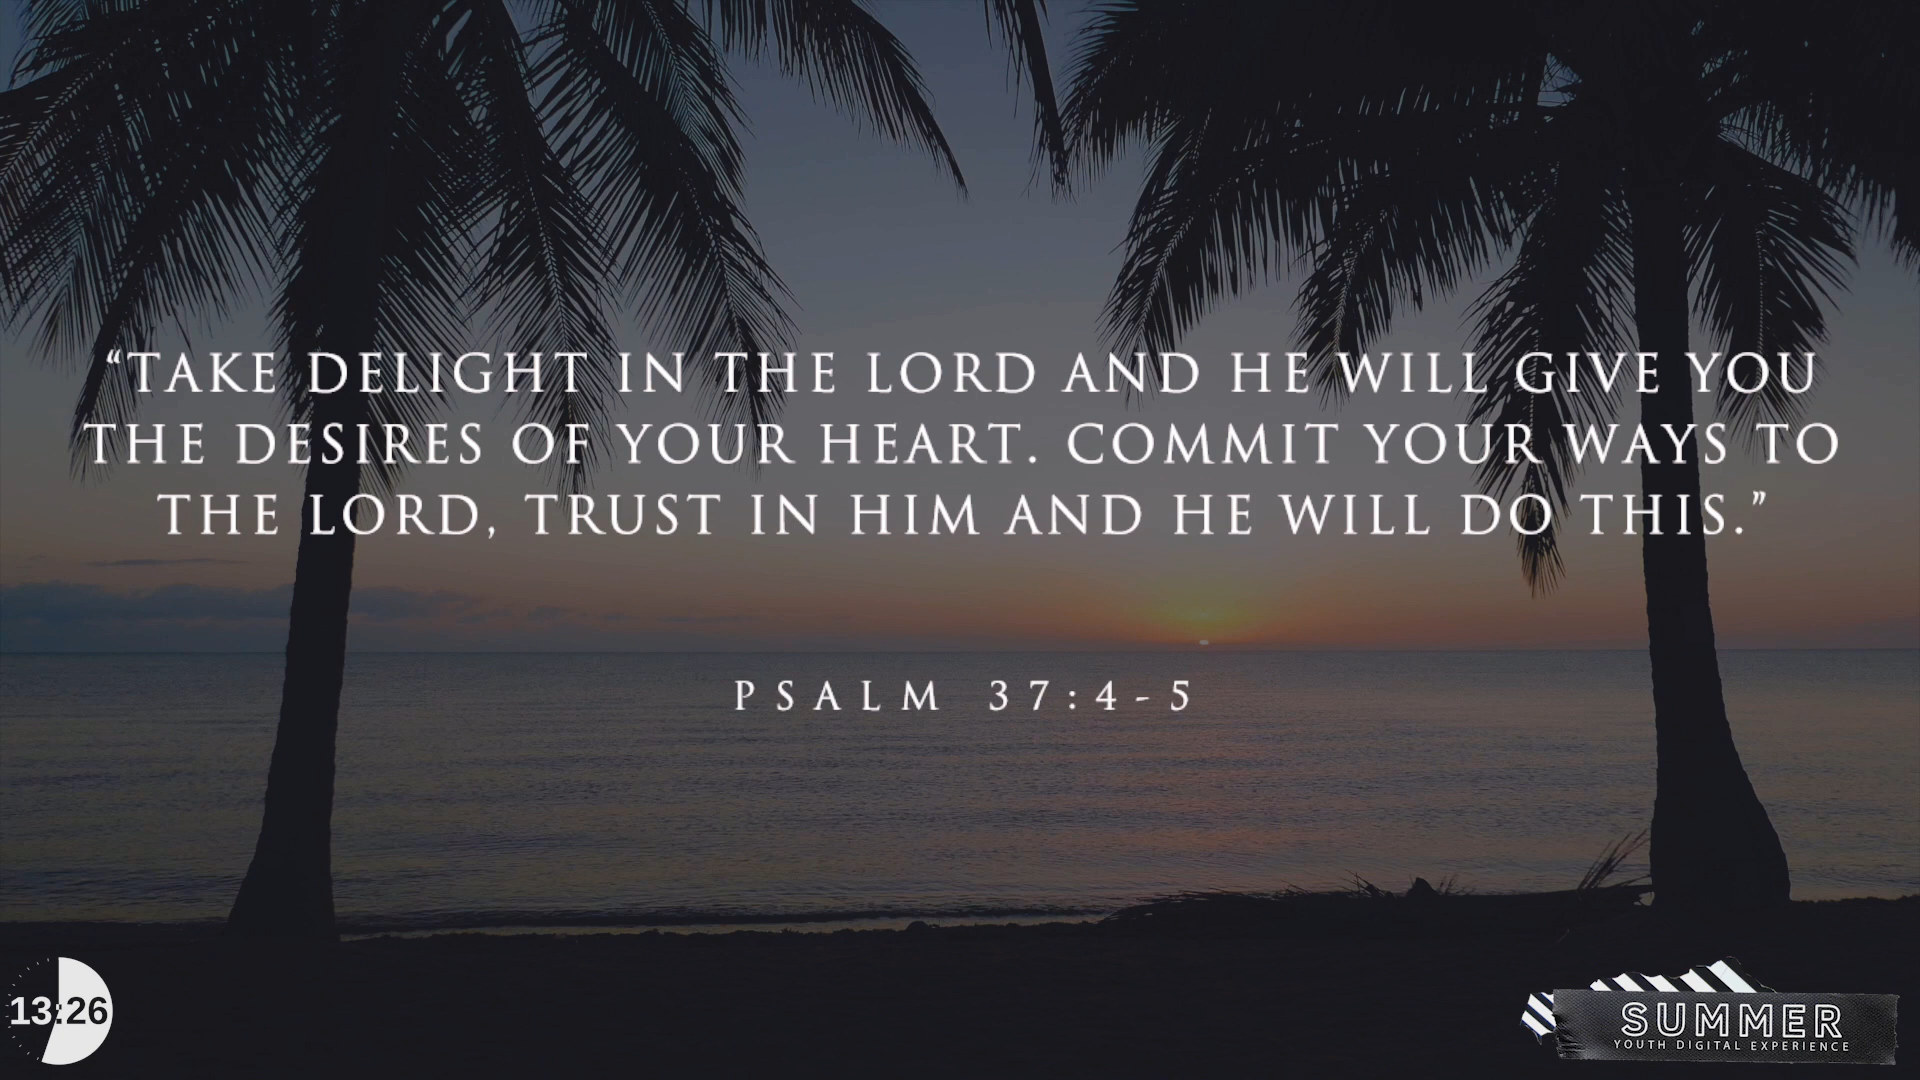 “TAKE DELIGHT IN THE LORD AND HE WILL GIVE YOU
THE DESIRES OF YOUR HEART. COMMIT YOUR WAYS TO
THE LORD, TRUST IN HIM AND HE WILL DO THIS.”
PSALM 37:4-5
13:26
SUMMER
YOUTH DIGITAL EXPERIENCE